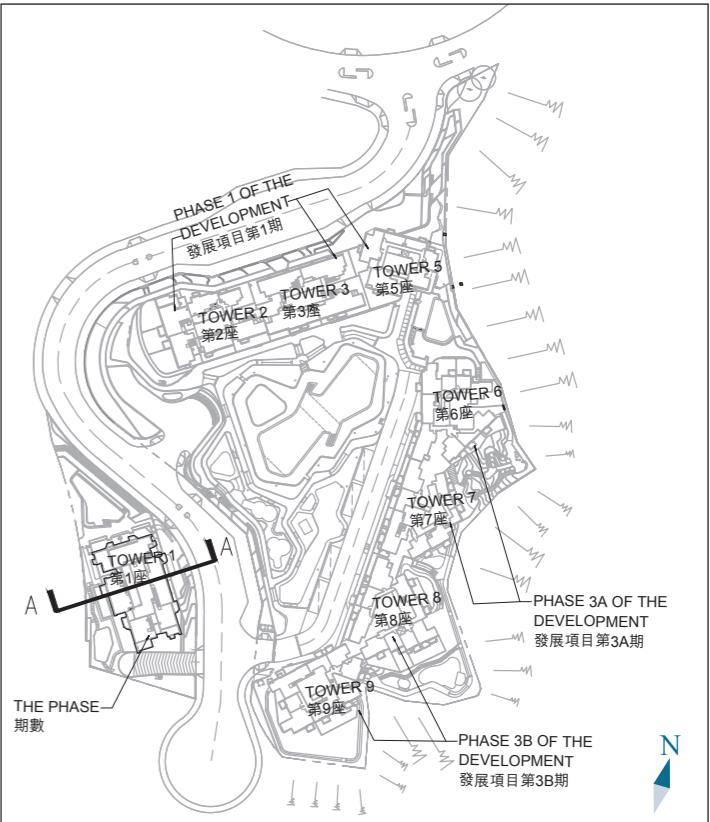 PHASE 1 OF THE
DEVELOPMENT
發展項目第1期
TOWER 5
第5座
TOWER 3
第3座
TOWER 2
第2座
TOWER 6
第6座
TOWER 7
第7座
TOWER 1
第1座
A
A
TOWER 8
第8座
PHASE 3A OF THE
DEVELOPMENT
發展項目第3A期
TOWER 9
第9座
THE PHASE
期數
PHASE 3B OF THE
DEVELOPMENT
發展項目第3B期
N